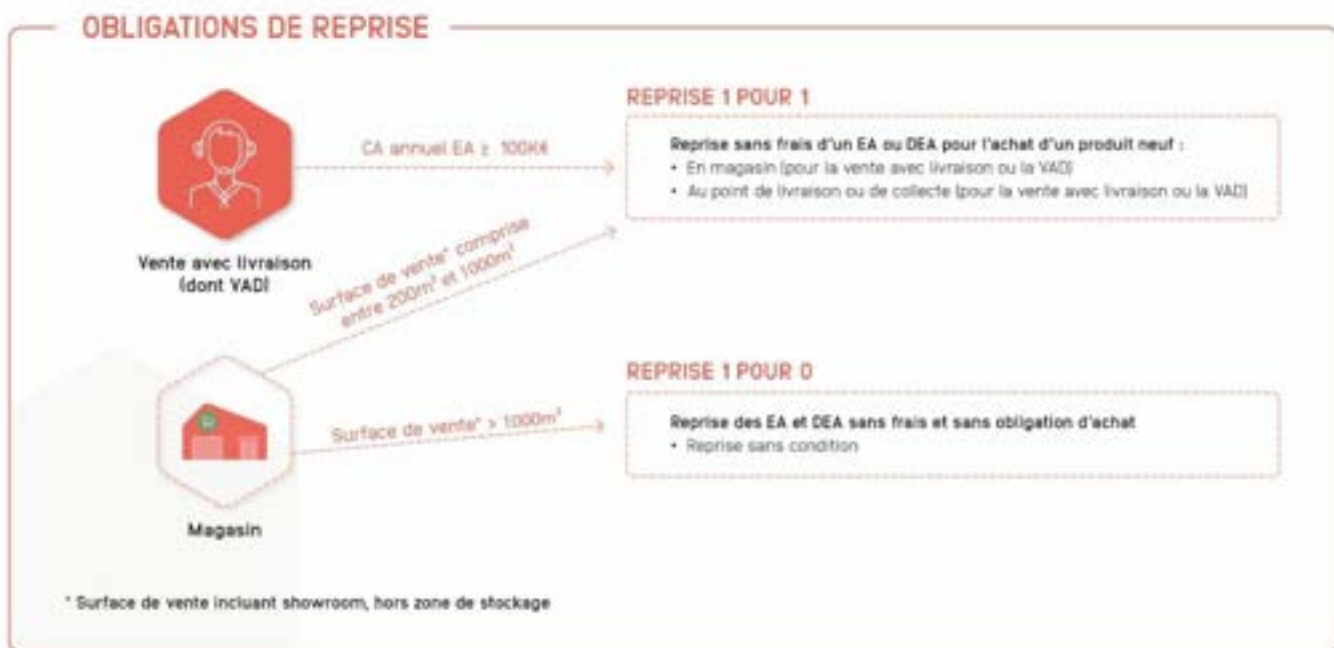 OBLIGATIONS DE REPRISE
REPRISE 1 POUR 1
CA annuel EA ≥ 100K€
Reprise sans frais d'un EA ou DEA pour l'achat d'un produit neuf :
• En magasin (pour la vente avec livraison ou la VAD)
• Au point de livraison ou de collecte (pour la vente avec livraison ou la VAD)
Vente avec livraison
(dont VAD)
Surface de vente* comprise
entre 200m² et 1000m²
REPRISE 1 POUR 0
Surface de vente* > 1000m²
Reprise des EA et DEA sans frais et sans obligation d'achat
• Reprise sans condition
Magasin
* Surface de vente incluant showroom, hors zone de stockage